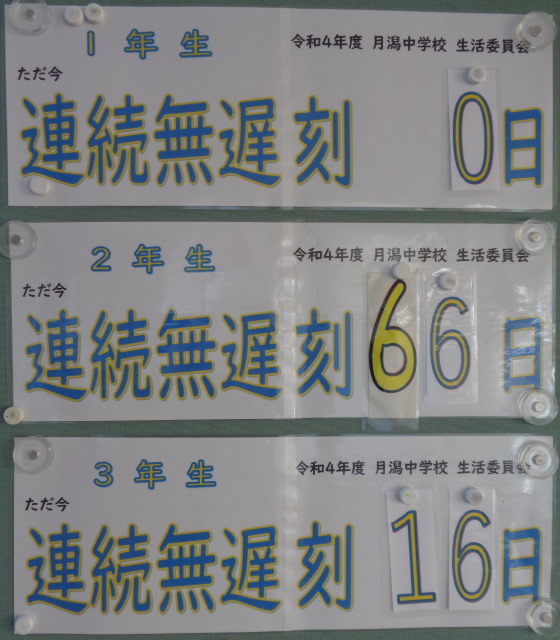 1年生
令和4年度 月潟中学校 生活委員会
ただ今
連続無遅刻 0日
2年生
令和4年度 月潟中学校 生活委員会
ただ今
連続無遅刻 66日
3年生
令和4年度 月潟中学校 生活委員会
ただ今
連続無遅刻 16日